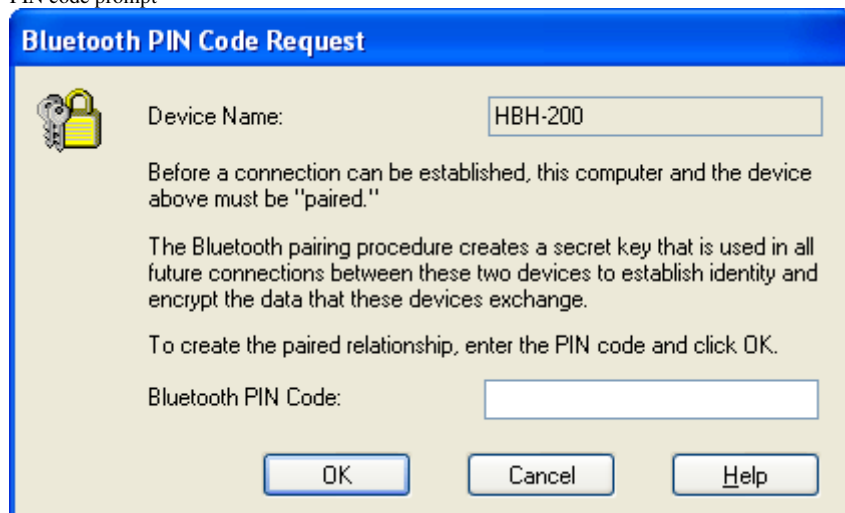 PIN code prompt
Bluetooth PIN Code Request
Device Name: HBH-200
Before a connection can be established, this computer and the device
above must be "paired."
The Bluetooth pairing procedure creates a secret key that is used in all
future connections between these two devices to establish identity and
encrypt the data that these devices exchange.
To create the paired relationship, enter the PIN code and click OK.
Bluetooth PIN Code:
OK Cancel Help